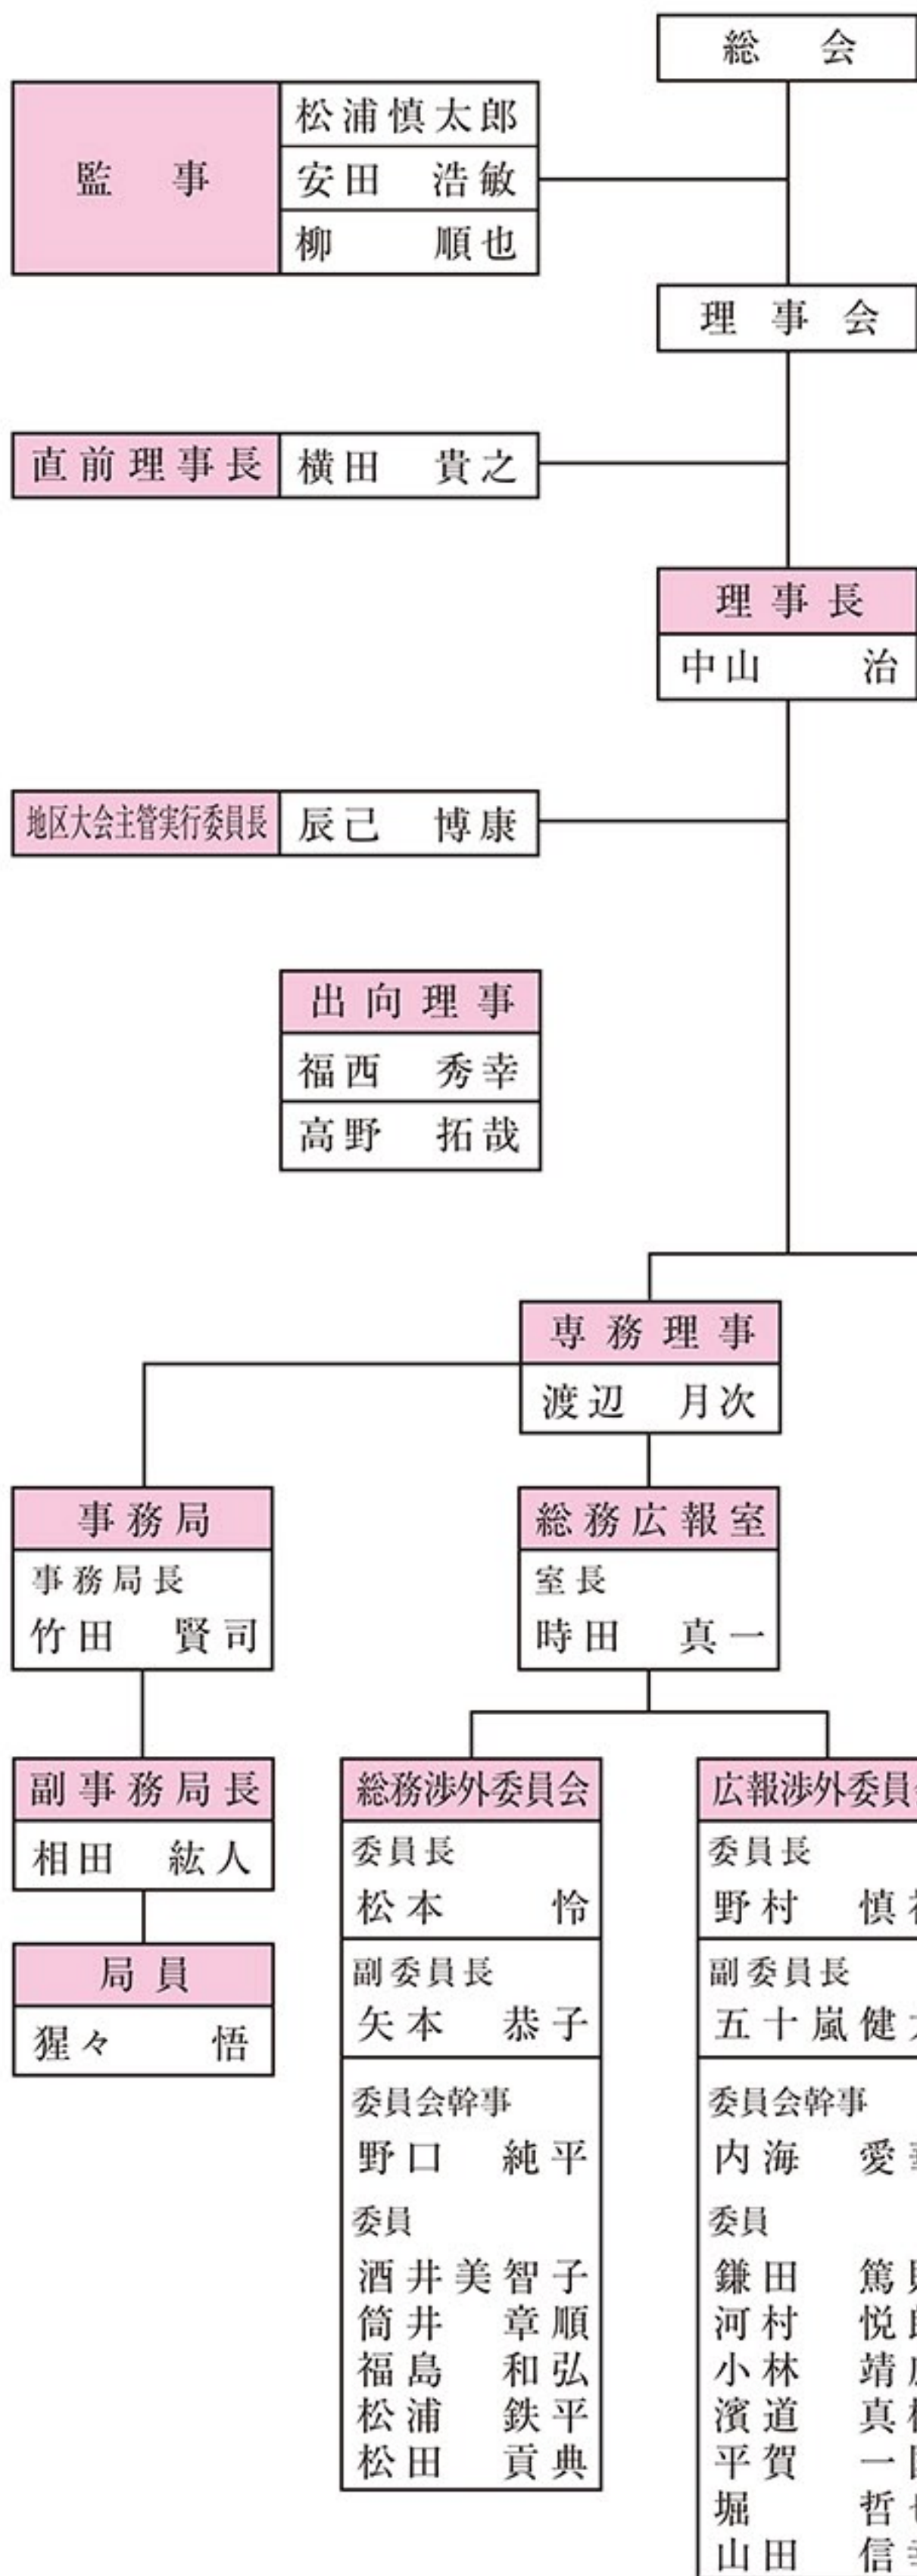 総会
監事
松浦慎太郎
安田 浩敏
柳 順也
理事会
直前理事長 横田 貴之
理事長
中山 治
地区大会主管実行委員長 辰己 博康
出向理事
福西 秀幸
高野 拓哉
専務理事
渡辺 月次
事務局
事務局長
竹田 賢司
副事務局長
相田 紘人
局員
猩々 悟
総務広報室
室長
時田 真一
総務渉外委員会
委員長
松本 怜
副委員長
矢本 恭子
委員会幹事
野口 純平
委員
酒井美智子
筒井 章順
福島 和弘
松浦 鉄平
松田 貢典
広報渉外委員
委員長
野村 慎
副委員長
五十嵐健
委員会幹事
内海 愛
委員
鎌田 篤
河村 悦
小林 靖
濱道 真
平賀 一
堀 哲
山田 信